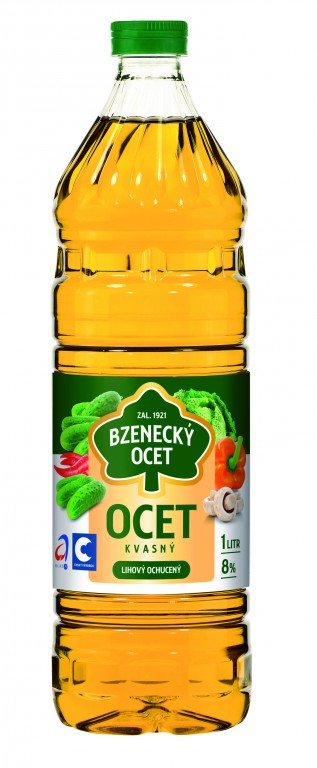 ZAL. 1921
BZENECKÝ
OCET
OCET
KVASNÝ
LIHOVÝ OCHUCENÝ
1 LITR
8%